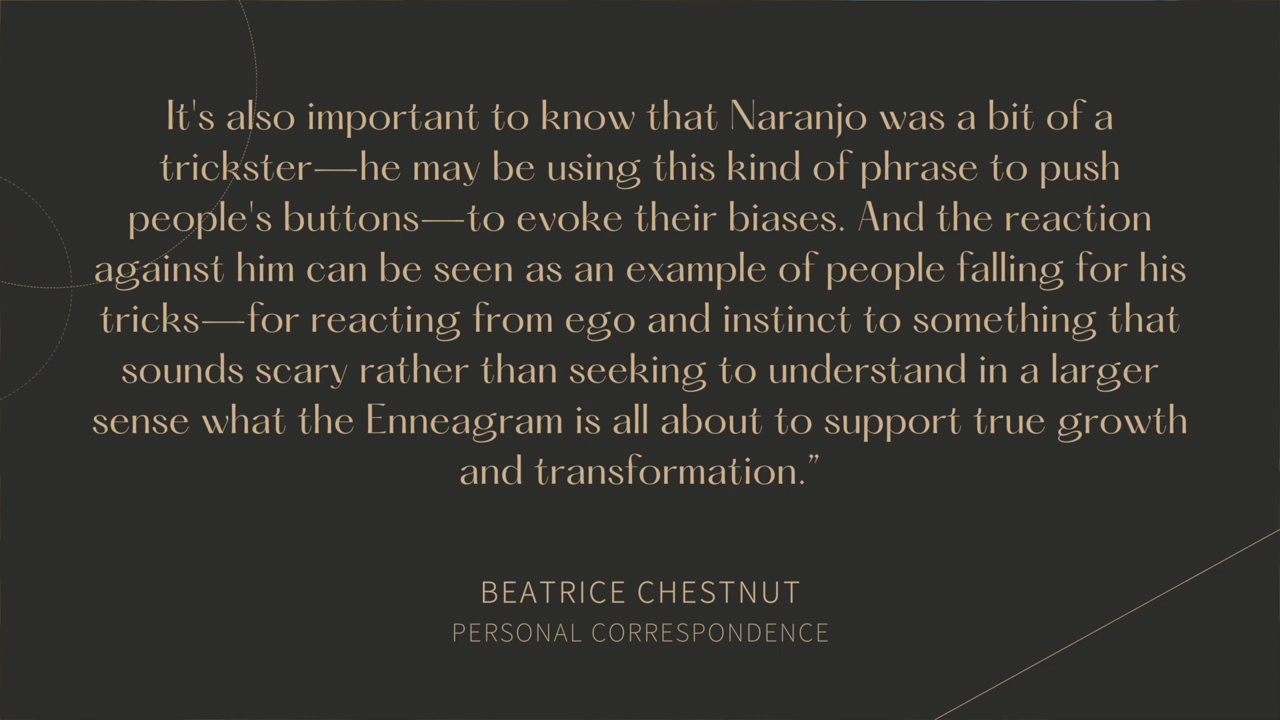 It's also important to know that Naranjo was a bit of a
trickster—he may be using this kind of phrase to push
people's buttons—to evoke their biases. And the reaction
against him can be seen as an example of people falling for his
tricks—for reacting from ego and instinct to something that
sounds scary rather than seeking to understand in a larger
sense what the Enneagram is all about to support true growth
and transformation.”
BEATRICE CHESTNUT
PERSONAL CORRESPONDENCE